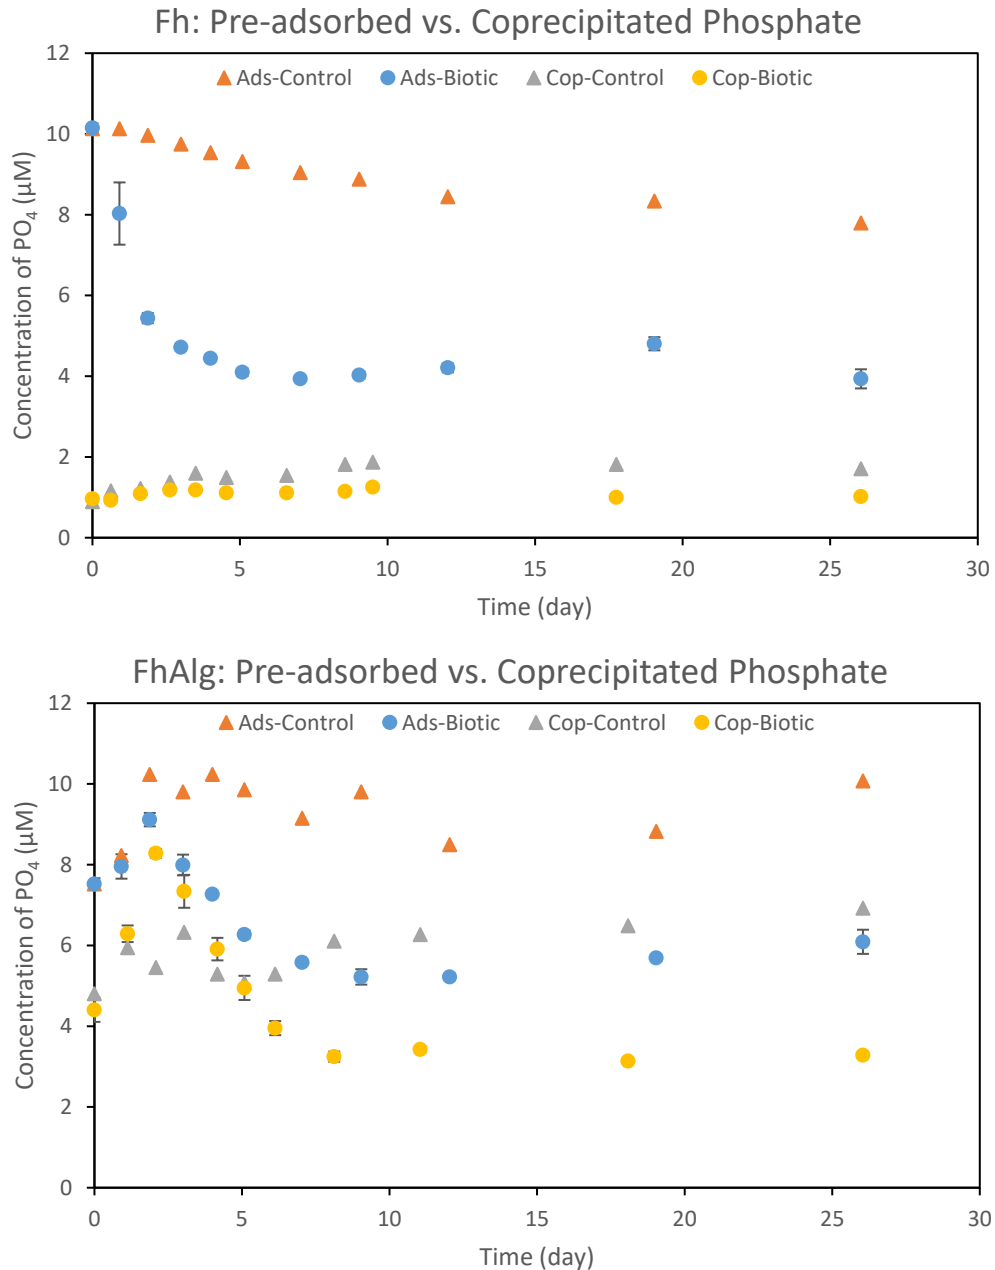 Fh: Pre-adsorbed vs. Coprecipitated Phosphate
12
Ads-Control Ads-Biotic Cop-Control Cop-Biotic
10
8
6
4
2
0
Concentration of PO₄ (µM)
0 5 10 15 20 25 30
Time (day)
FhAlg: Pre-adsorbed vs. Coprecipitated Phosphate
12
Ads-Control Ads-Biotic Cop-Control Cop-Biotic
10
8
6
4
2
0
Concentration of PO₄ (µM)
0 5 10 15 20 25 30
Time (day)